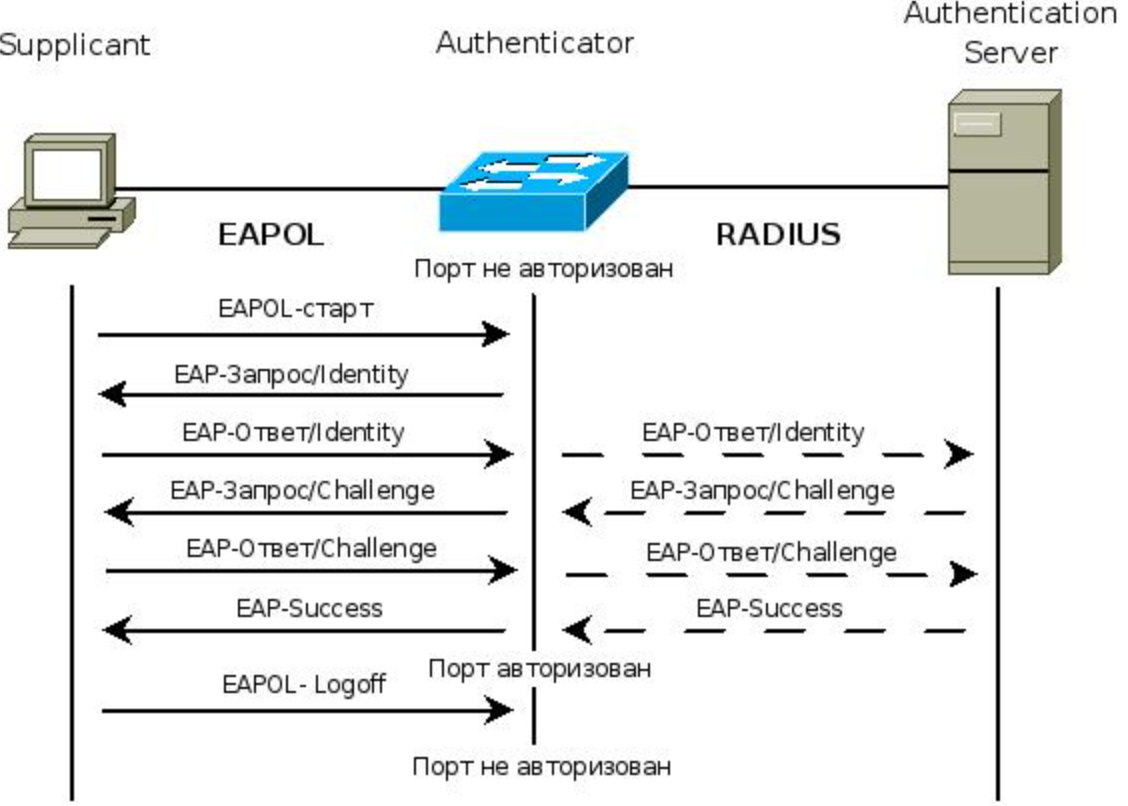 Supplicant
Authenticator
Authentication
Server
EAPOL
RADIUS
Порт не авторизован
EAPOL-старт
EAP-Запрос/Identity
EAP-Ответ/Identity
EAP-Ответ/Identity
EAP-Запрос/Challenge
EAP-Запрос/Challenge
EAP-Ответ/Challenge
EAP-Ответ/Challenge
EAP-Success
EAP-Success
Порт авторизован
EAPOL- Logoff
Порт не авторизован